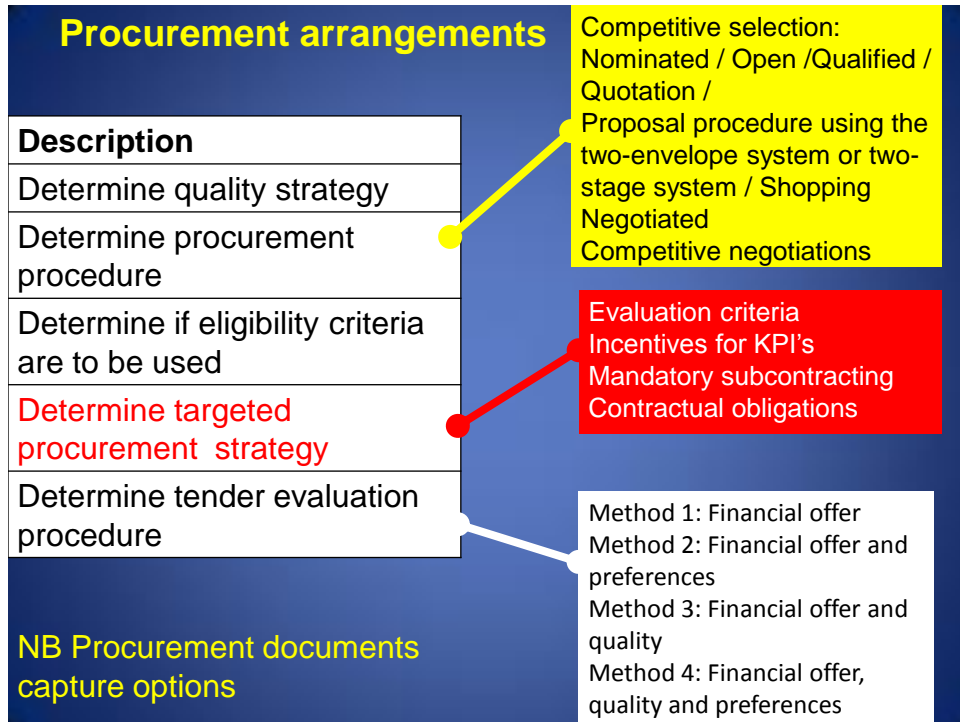 Procurement arrangements
Competitive selection:
Nominated / Open /Qualified /
Quotation /
Proposal procedure using the
two-envelope system or two-
stage system / Shopping
Negotiated
Competitive negotiations
Description
Determine quality strategy
Determine procurement
procedure
Determine if eligibility criteria
are to be used
Determine targeted
procurement strategy
Determine tender evaluation
procedure
Evaluation criteria
Incentives for KPI's
Mandatory subcontracting
Contractual obligations
Method 1: Financial offer
Method 2: Financial offer and
preferences
Method 3: Financial offer and
quality
Method 4: Financial offer,
quality and preferences
NB Procurement documents
capture options